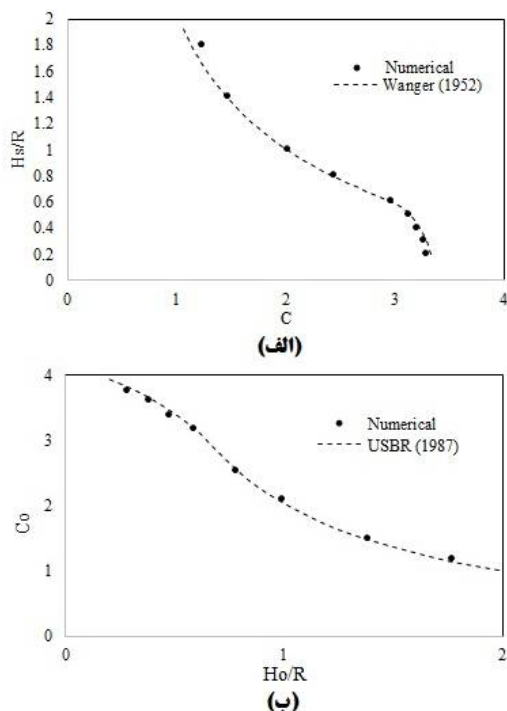 2
1.8
1.6
1.4
1.2
1
0.8
0.6
0.4
0.2
0
Hs/R
Numerical
Wanger (1952)
0 1 2 3 4
C
(الف)
4
3
2
1
0
Co
Numerical
USBR (1987)
0 1 2
Ho/R
(ب)